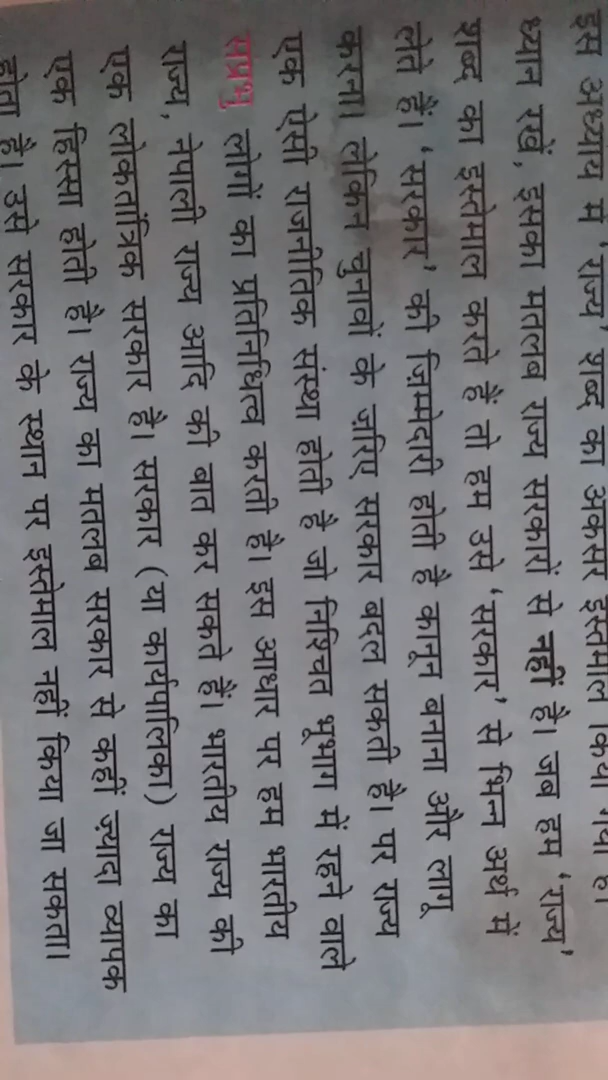 इस अध्याय में 'राज्य' शब्द का अकसर इस्तेमाल किया गया है।
ध्यान रखें, इसका मतलब राज्य सरकारों से नहीं है। जब हम 'राज्य'
शब्द का इस्तेमाल करते हैं तो हम उसे 'सरकार' से भिन्न अर्थ में
लेते हैं। 'सरकार' की ज़िम्मेदारी होती है कानून बनाना और लागू
करना। लेकिन चुनावों के ज़रिए सरकार बदल सकती है। पर राज्य
एक ऐसी राजनीतिक संस्था होती है जो निश्चित भूभाग में रहने वाले
संप्रभु लोगों का प्रतिनिधित्व करती है। इस आधार पर हम भारतीय
राज्य, नेपाली राज्य आदि की बात कर सकते हैं। भारतीय राज्य की
एक लोकतांत्रिक सरकार है। सरकार (या कार्यपालिका) राज्य का
एक हिस्सा होती है। राज्य का मतलब सरकार से कहीं ज़्यादा व्यापक
होता है। उसे सरकार के स्थान पर इस्तेमाल नहीं किया जा सकता।